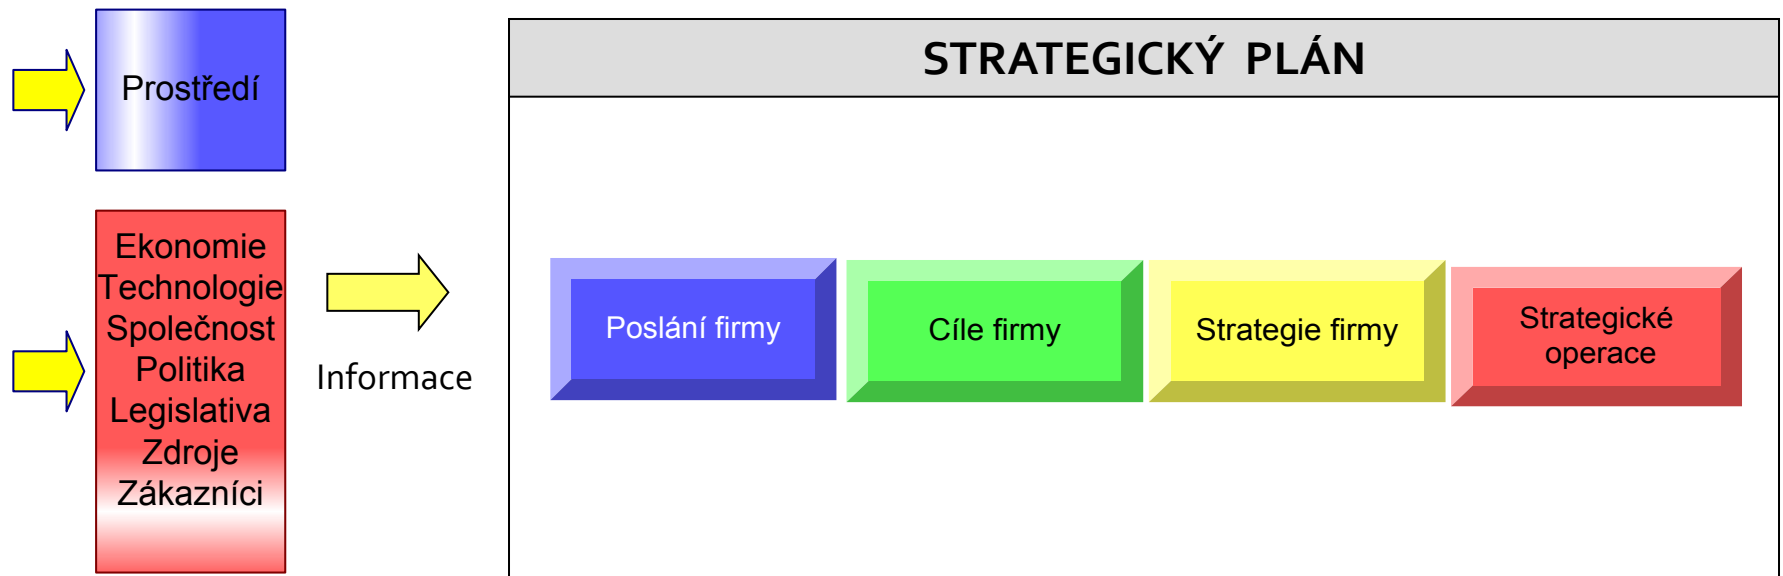 Prostředí
Ekonomie
Technologie
Společnost
Politika
Legislativa
Zdroje
Zákazníci
Informace
STRATEGICKÝ PLÁN
Poslání firmy
Cíle firmy
Strategie firmy
Strategické
operace